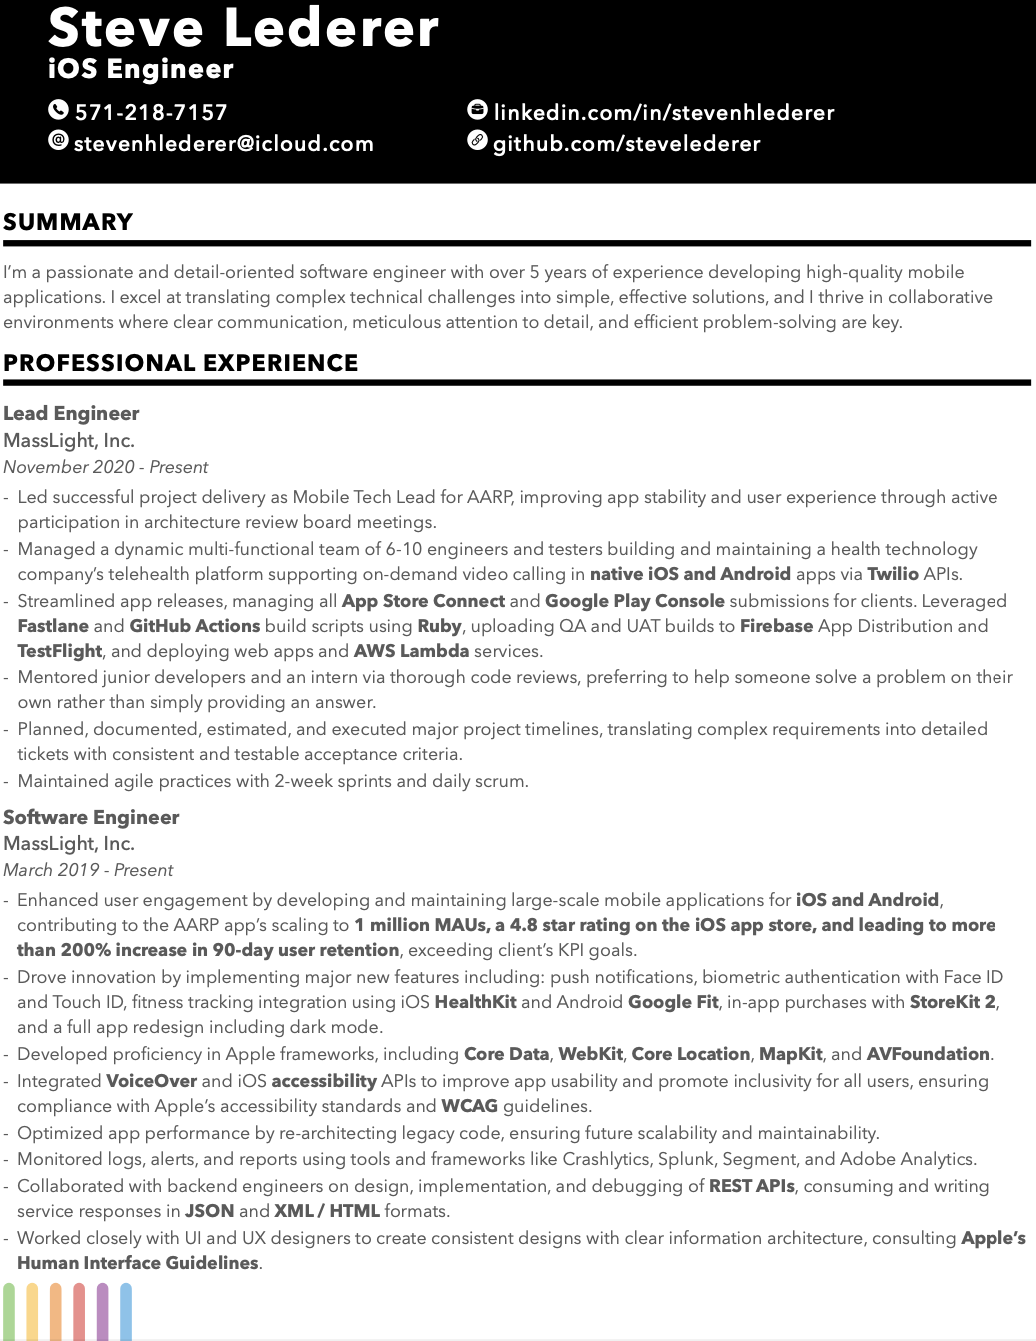 Steve Lederer
iOS Engineer
571-218-7157
linkedin.com/in/stevenhlederer
stevenhlederer@icloud.com
github.com/stevelederer
SUMMARY
I’m a passionate and detail-oriented software engineer with over 5 years of experience developing high-quality mobile
applications. I excel at translating complex technical challenges into simple, effective solutions, and I thrive in collaborative
environments where clear communication, meticulous attention to detail, and efficient problem-solving are key.
PROFESSIONAL EXPERIENCE
Lead Engineer
MassLight, Inc.
November 2020 - Present
- Led successful project delivery as Mobile Tech Lead for AARP, improving app stability and user experience through active
participation in architecture review board meetings.
- Managed a dynamic multi-functional team of 6-10 engineers and testers building and maintaining a health technology
company’s telehealth platform supporting on-demand video calling in native iOS and Android apps via Twilio APIs.
- Streamlined app releases, managing all App Store Connect and Google Play Console submissions for clients. Leveraged
Fastlane and GitHub Actions build scripts using Ruby, uploading QA and UAT builds to Firebase App Distribution and
TestFlight, and deploying web apps and AWS Lambda services.
- Mentored junior developers and an intern via thorough code reviews, preferring to help someone solve a problem on their
own rather than simply providing an answer.
- Planned, documented, estimated, and executed major project timelines, translating complex requirements into detailed
tickets with consistent and testable acceptance criteria.
- Maintained agile practices with 2-week sprints and daily scrum.
Software Engineer
MassLight, Inc.
March 2019 - Present
- Enhanced user engagement by developing and maintaining large-scale mobile applications for iOS and Android,
contributing to the AARP app’s scaling to 1 million MAUs, a 4.8 star rating on the iOS app store, and leading to more
than 200% increase in 90-day user retention, exceeding client’s KPI goals.
- Drove innovation by implementing major new features including: push notifications, biometric authentication with Face ID
and Touch ID, fitness tracking integration using iOS HealthKit and Android Google Fit, in-app purchases with StoreKit 2,
and a full app redesign including dark mode.
- Developed proficiency in Apple frameworks, including Core Data, WebKit, Core Location, MapKit, and AVFoundation.
- Integrated VoiceOver and iOS accessibility APIs to improve app usability and promote inclusivity for all users, ensuring
compliance with Apple’s accessibility standards and WCAG guidelines.
- Optimized app performance by re-architecting legacy code, ensuring future scalability and maintainability.
- Monitored logs, alerts, and reports using tools and frameworks like Crashlytics, Splunk, Segment, and Adobe Analytics.
- Collaborated with backend engineers on design, implementation, and debugging of REST APIs, consuming and writing
service responses in JSON and XML / HTML formats.
- Worked closely with UI and UX designers to create consistent designs with clear information architecture, consulting Apple’s
Human Interface Guidelines.